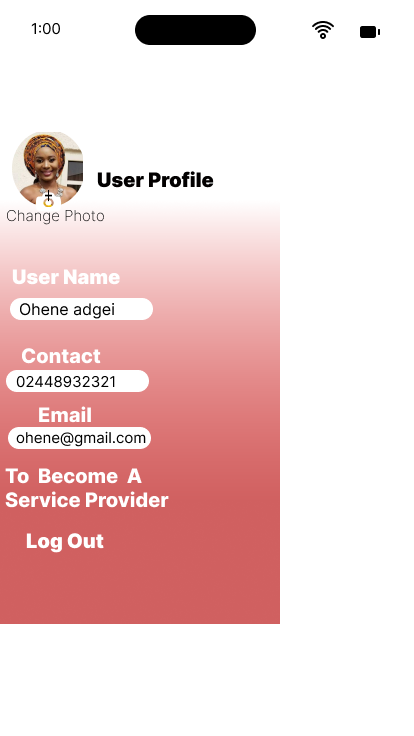 1:00
User Profile
Change Photo
User Name
Ohene adgei
Contact
02448932321
Email
ohene@gmail.com
To Become A
Service Provider
Log Out